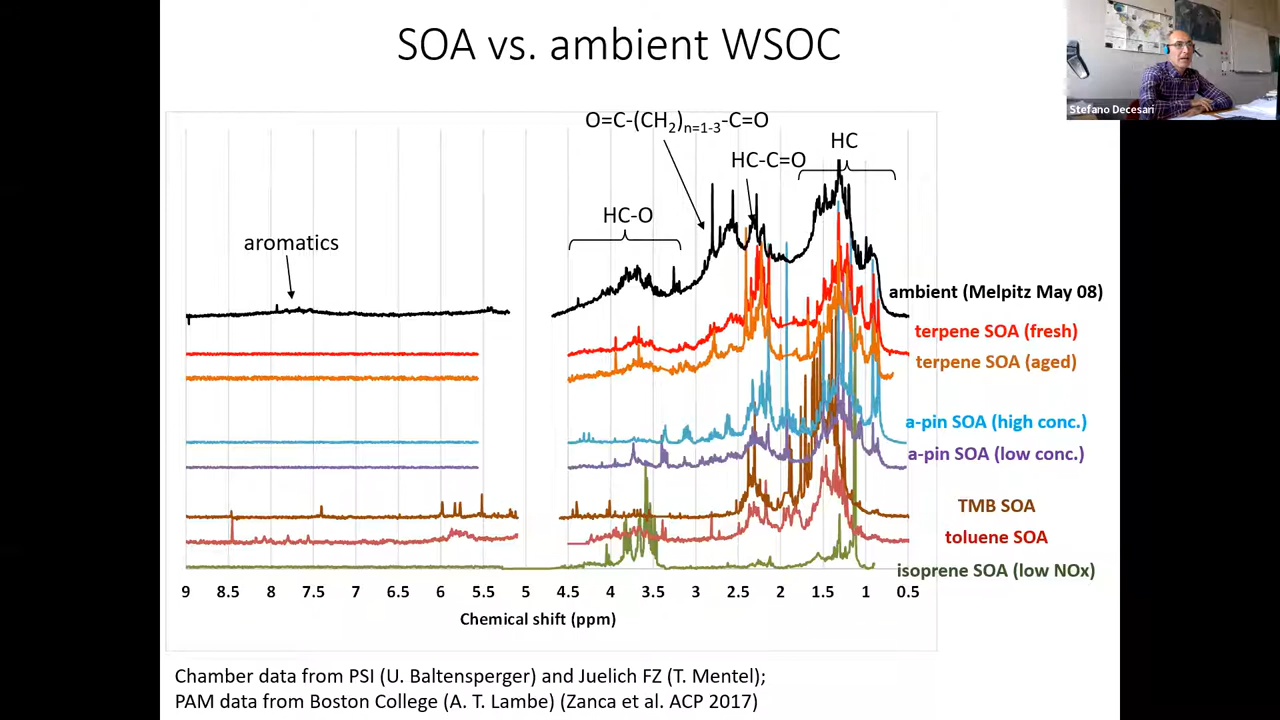 SOA vs. ambient WSOC
Stefano Decesari
O=C-(CH₂)ₙ₌₁₋₃-C=O
HC
HC-C=O
HC-O
aromatics
ambient (Melpitz May 08)
terpene SOA (fresh)
terpene SOA (aged)
a-pin SOA (high conc.)
a-pin SOA (low conc.)
TMB SOA
toluene SOA
isoprene SOA (low NOx)
9 8.5 8 7.5 7 6.5 6 5.5 5 4.5 4 3.5 3 2.5 2 1.5 1 0.5
Chemical shift (ppm)
Chamber data from PSI (U. Baltensperger) and Juelich FZ (T. Mentel);
PAM data from Boston College (A. T. Lambe) (Zanca et al. ACP 2017)